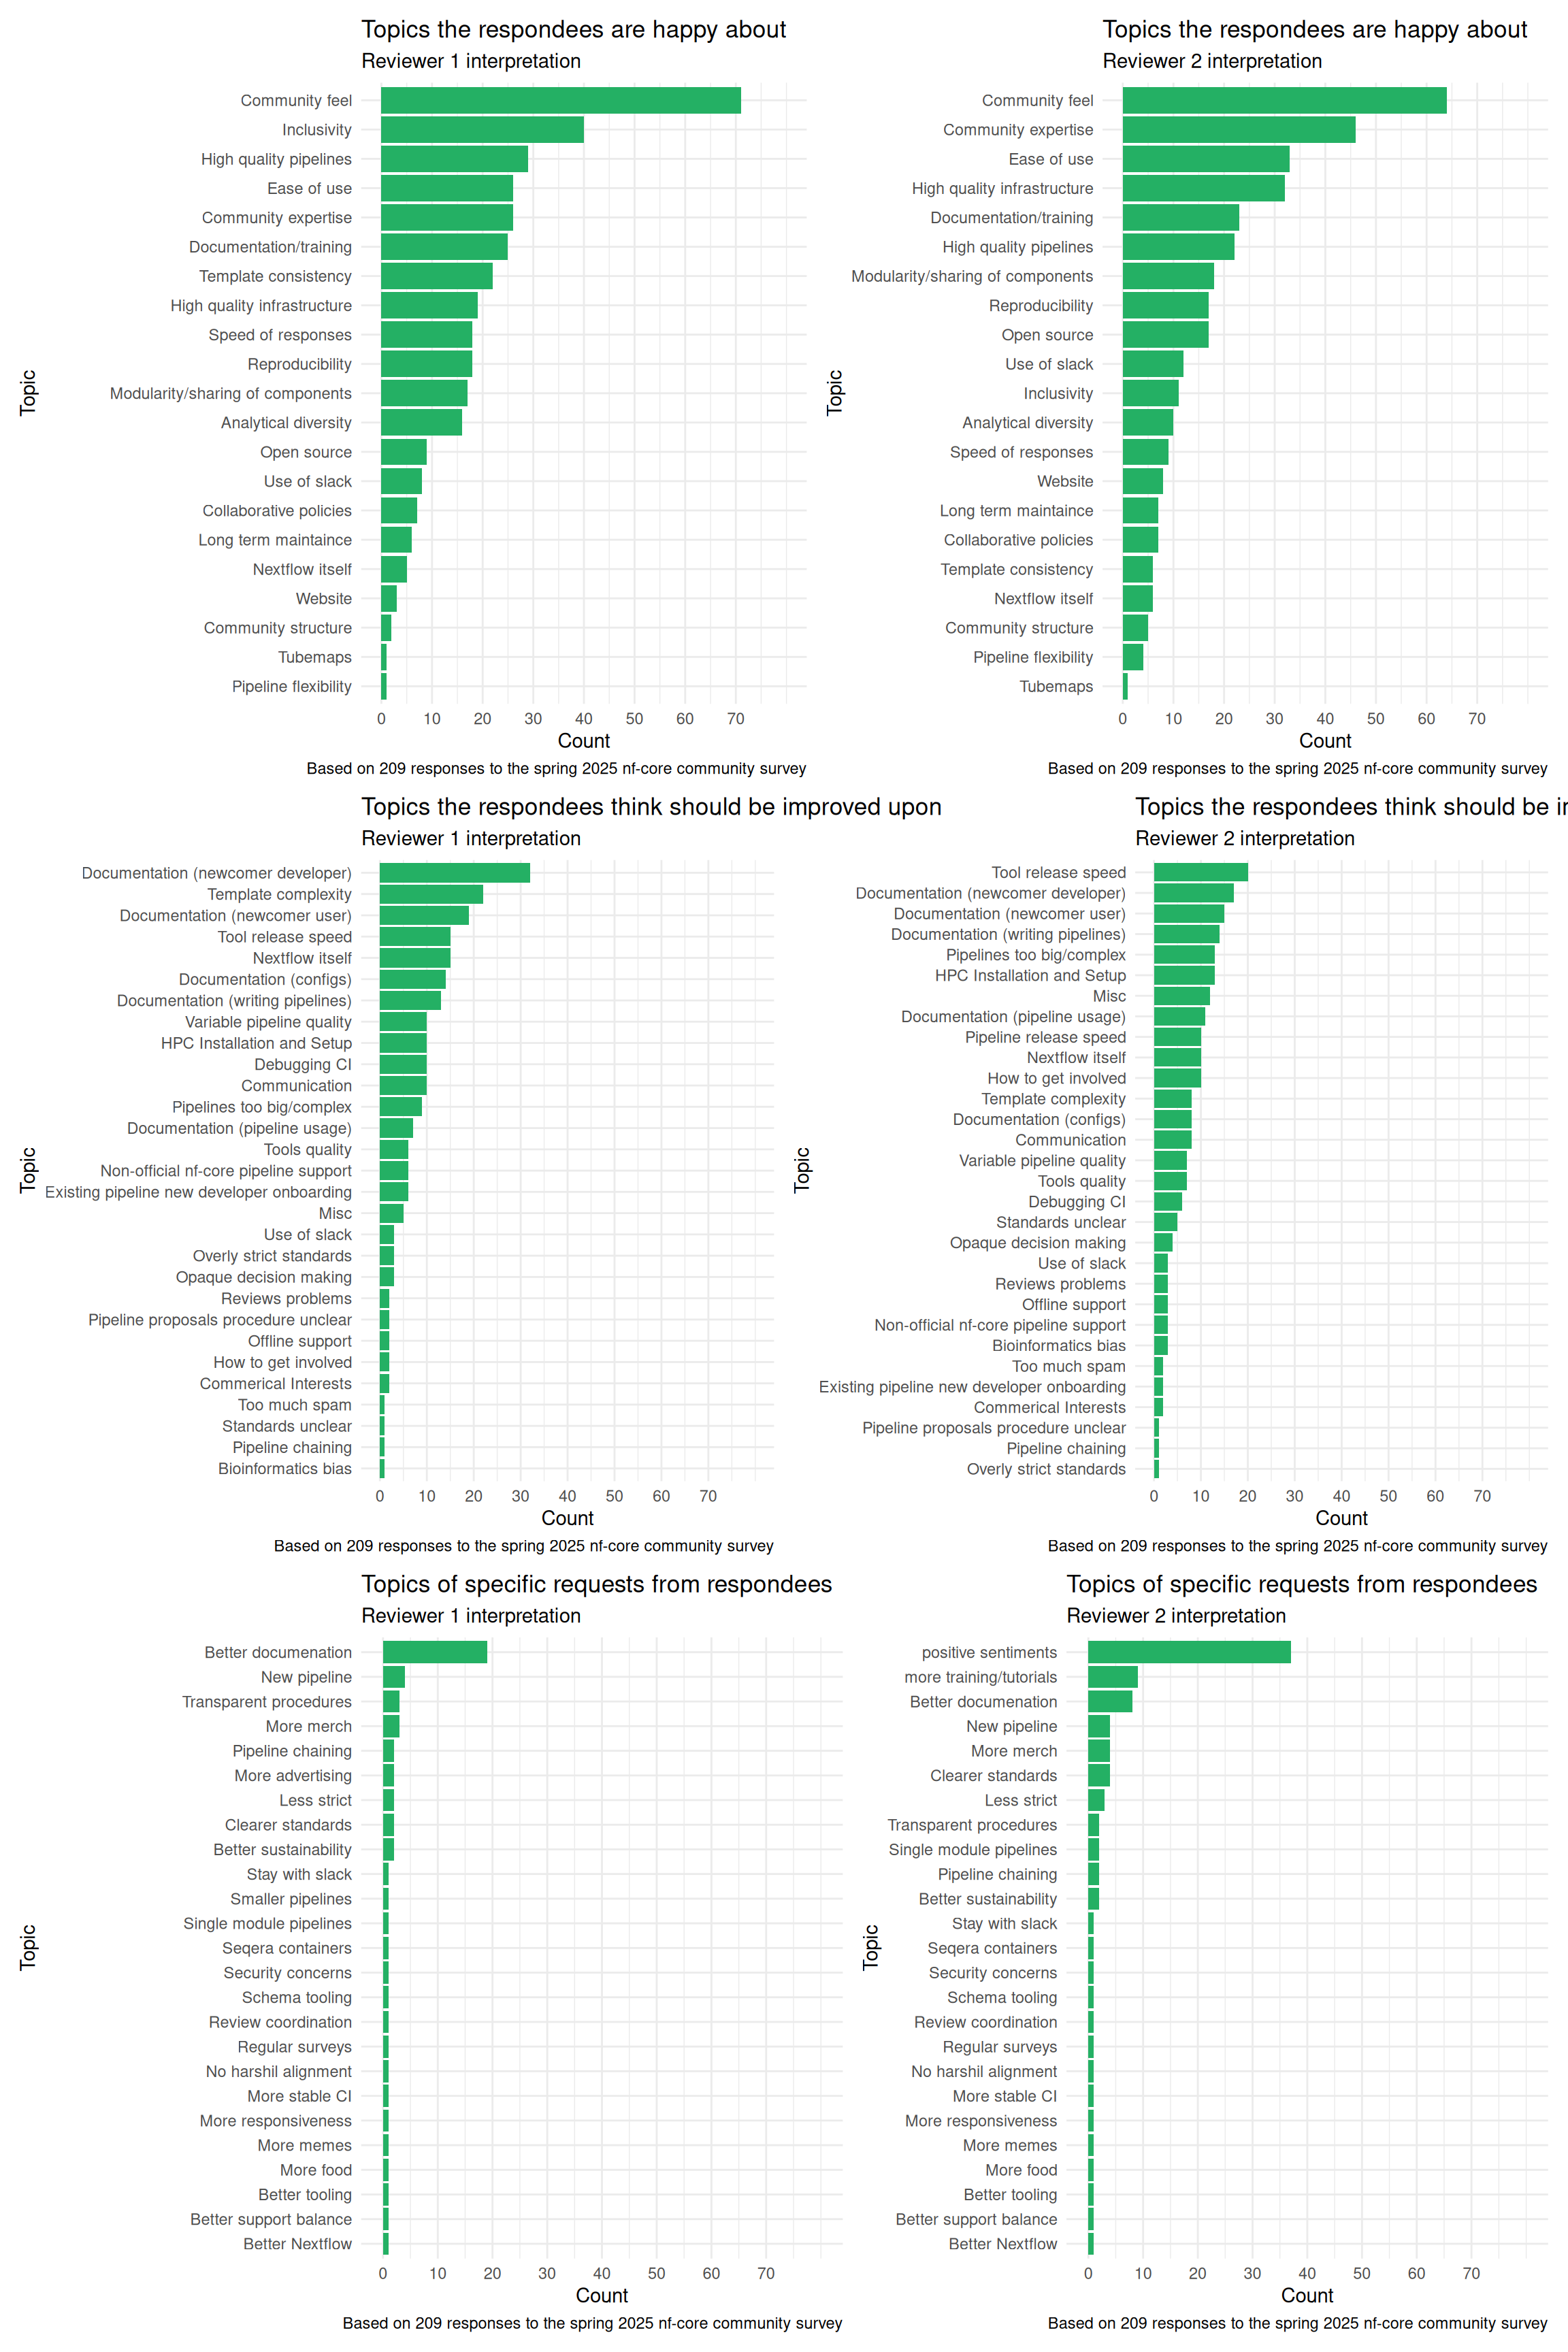 Topics the respondees are happy about
Reviewer 1 interpretation
Community feel
Inclusivity
High quality pipelines
Ease of use
Community expertise
Documentation/training
Template consistency
High quality infrastructure
Speed of responses
Reproducibility
Modularity/sharing of components
Analytical diversity
Open source
Use of slack
Collaborative policies
Long term maintaince
Nextflow itself
Website
Community structure
Tubemaps
Pipeline flexibility
Topic
0 10 20 30 40 50 60 70
Count
Based on 209 responses to the spring 2025 nf-core community survey
Topics the respondees are happy about
Reviewer 2 interpretation
Community feel
Community expertise
Ease of use
High quality infrastructure
Documentation/training
High quality pipelines
Modularity/sharing of components
Reproducibility
Open source
Use of slack
Inclusivity
Analytical diversity
Speed of responses
Website
Long term maintaince
Collaborative policies
Template consistency
Nextflow itself
Community structure
Pipeline flexibility
Tubemaps
Topic
0 10 20 30 40 50 60 70
Count
Based on 209 responses to the spring 2025 nf-core community survey
Topics the respondees think should be improved upon
Reviewer 1 interpretation
Documentation (newcomer developer)
Template complexity
Documentation (newcomer user)
Tool release speed
Nextflow itself
Documentation (configs)
Documentation (writing pipelines)
Variable pipeline quality
HPC Installation and Setup
Debugging CI
Communication
Pipelines too big/complex
Documentation (pipeline usage)
Tools quality
Non-official nf-core pipeline support
Existing pipeline new developer onboarding
Misc
Use of slack
Overly strict standards
Opaque decision making
Reviews problems
Pipeline proposals procedure unclear
Offline support
How to get involved
Commerical Interests
Too much spam
Standards unclear
Pipeline chaining
Bioinformatics bias
Topic
0 10 20 30 40 50 60 70
Count
Based on 209 responses to the spring 2025 nf-core community survey
Topics the respondees think should be
Reviewer 2 interpretation
Tool release speed
Documentation (newcomer developer)
Documentation (newcomer user)
Documentation (writing pipelines)
Pipelines too big/complex
HPC Installation and Setup
Misc
Documentation (pipeline usage)
Pipeline release speed
Nextflow itself
How to get involved
Template complexity
Documentation (configs)
Communication
Variable pipeline quality
Tools quality
Debugging CI
Standards unclear
Opaque decision making
Use of slack
Reviews problems
Offline support
Non-official nf-core pipeline support
Bioinformatics bias
Too much spam
Existing pipeline new developer onboarding
Commerical Interests
Pipeline proposals procedure unclear
Pipeline chaining
Overly strict standards
Topic
0 10 20 30 40 50 60 70
Count
Based on 209 responses to the spring 2025 nf-core community survey
Topics of specific requests from respondees
Reviewer 1 interpretation
Better documenation
New pipeline
Transparent procedures
More merch
Pipeline chaining
More advertising
Less strict
Clearer standards
Better sustainability
Stay with slack
Smaller pipelines
Single module pipelines
Seqera containers
Security concerns
Schema tooling
Review coordination
Regular surveys
No harshil alignment
More stable CI
More responsiveness
More memes
More food
Better tooling
Better support balance
Better Nextflow
Topic
0 10 20 30 40 50 60 70
Count
Based on 209 responses to the spring 2025 nf-core community survey
Topics of specific requests from respondees
Reviewer 2 interpretation
positive sentiments
more training/tutorials
Better documenation
New pipeline
More merch
Clearer standards
Less strict
Transparent procedures
Single module pipelines
Pipeline chaining
Better sustainability
Stay with slack
Seqera containers
Security concerns
Schema tooling
Review coordination
Regular surveys
No harshil alignment
More stable CI
More responsiveness
More memes
More food
Better tooling
Better support balance
Better Nextflow
Topic
0 10 20 30 40 50 60 70
Count
Based on 209 responses to the spring 2025 nf-core community survey